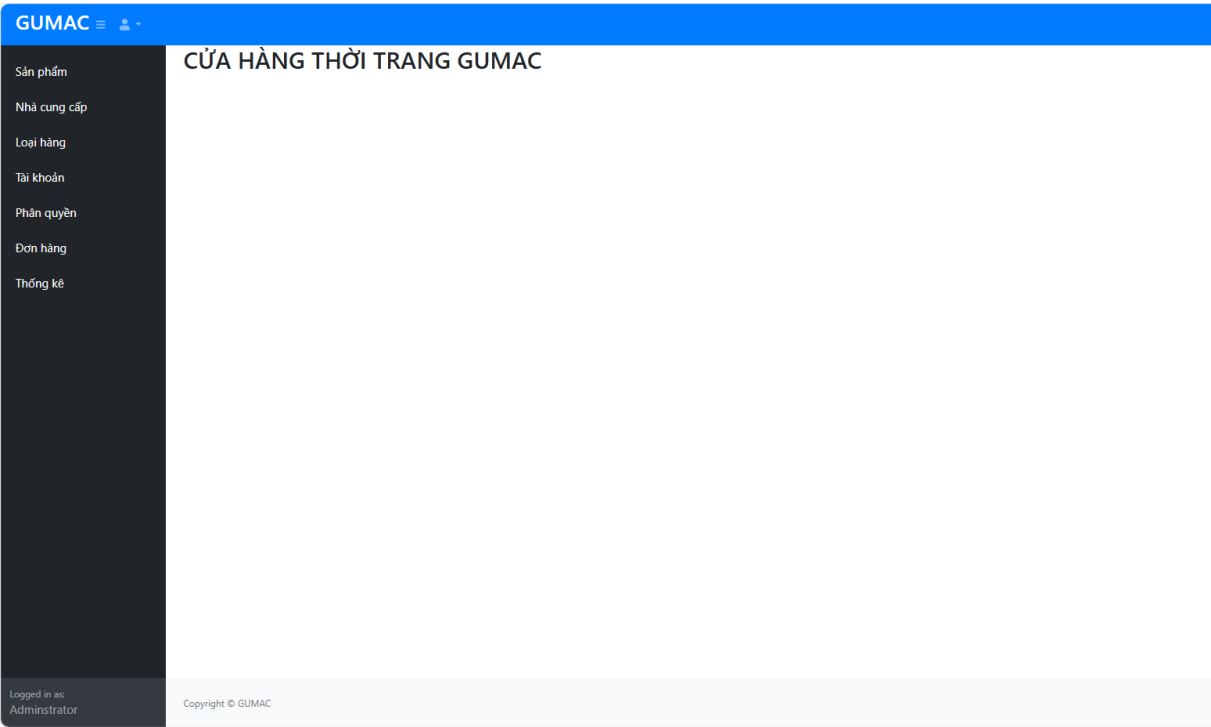 GUMAC
Sản phẩm
Nhà cung cấp
Loại hàng
Tài khoản
Phân quyền
Đơn hàng
Thống kê
Logged in as:
Adminstrator
CỬA HÀNG THỜI TRANG GUMAC
Copyright © GUMAC